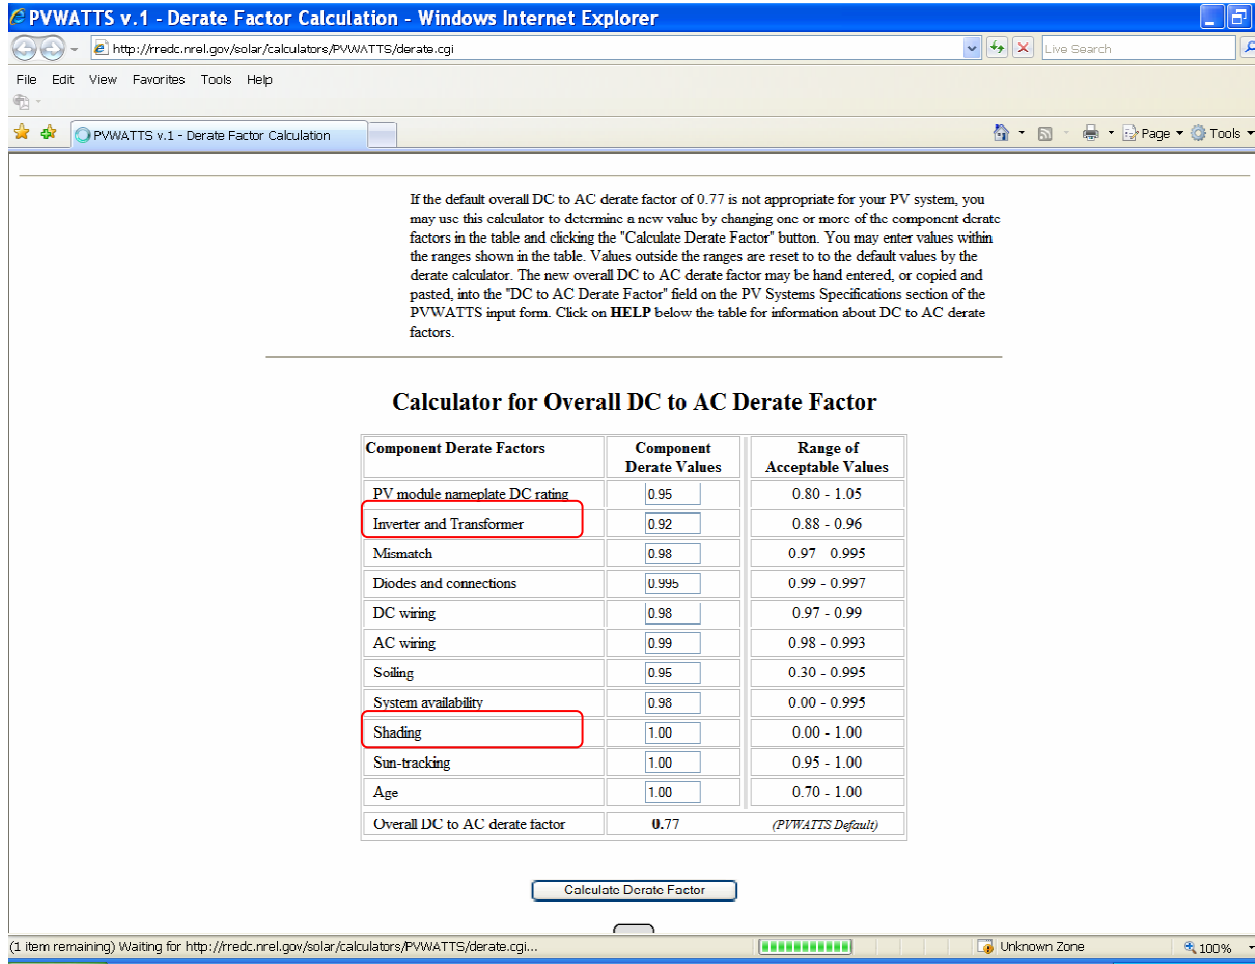 PVWATTS v.1 - Derate Factor Calculation - Windows Internet Explorer
http://rredc.nrel.gov/solar/calculators/PVWATTS/derate.cgi
Live Search
File Edit View Favorites Tools Help
PVWATTS v.1 - Derate Factor Calculation
Page Tools
If the default overall DC to AC derate factor of 0.77 is not appropriate for your PV system, you
may use this calculator to determine a new value by changing one or more of the component derate
factors in the table and clicking the "Calculate Derate Factor" button. You may enter values within
the ranges shown in the table. Values outside the ranges are reset to to the default values by the
derate calculator. The new overall DC to AC derate factor may be hand entered, or copied and
pasted, into the "DC to AC Derate Factor" field on the PV Systems Specifications section of the
PVWATTS input form. Click on HELP below the table for information about DC to AC derate
factors.
Calculator for Overall DC to AC Derate Factor
Component Derate Factors Component Derate Values Range of Acceptable Values
PV module nameplate DC rating 0.95 0.80 - 1.05
Inverter and Transformer 0.92 0.88 - 0.96
Mismatch 0.98 0.97 0.995
Diodes and connections 0.995 0.99 - 0.997
DC wiring 0.98 0.97 - 0.99
AC wiring 0.99 0.98 - 0.993
Soiling 0.95 0.30 - 0.995
System availability 0.98 0.00 - 0.995
Shading 1.00 0.00 - 1.00
Sun-tracking 1.00 0.95 - 1.00
Age 1.00 0.70 - 1.00
Overall DC to AC derate factor 0.77 (PVWATTS Default)
Calculate Derate Factor
(1 item remaining) Waiting for http://rredc.nrel.gov/solar/calculators/PVWATTS/derate.cgi... Unknown Zone 100%